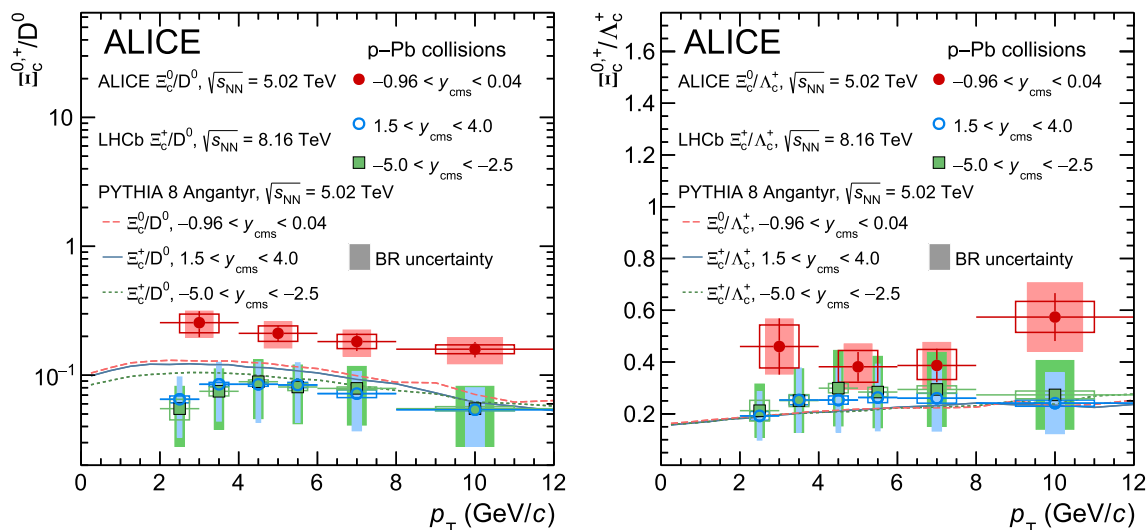 ALICE
p–Pb collisions
ALICE Ξc0/D0, √sNN = 5.02 TeV
−0.96 < ycms < 0.04
LHCb Ξc+/D0, √sNN = 8.16 TeV
1.5 < ycms < 4.0
−5.0 < ycms < −2.5
PYTHIA 8 Angantyr, √sNN = 5.02 TeV
Ξc0/D0, −0.96 < ycms < 0.04
Ξc+/D0, 1.5 < ycms < 4.0
BR uncertainty
Ξc+/D0, −5.0 < ycms < −2.5
Ξc0,+/D0
10
1
10−1
0 2 4 6 8 10 12
pT (GeV/c)
ALICE
p–Pb collisions
ALICE Ξc0/Λc+, √sNN = 5.02 TeV
−0.96 < ycms < 0.04
LHCb Ξc+/Λc+, √sNN = 8.16 TeV
1.5 < ycms < 4.0
−5.0 < ycms < −2.5
PYTHIA 8 Angantyr, √sNN = 5.02 TeV
Ξc0/Λc+, −0.96 < ycms < 0.04
Ξc+/Λc+, 1.5 < ycms < 4.0
BR uncertainty
Ξc+/Λc+, −5.0 < ycms < −2.5
Ξc0,+/Λc+
1.6
1.4
1.2
1.0
0.8
0.6
0.4
0.2
0 2 4 6 8 10 12
pT (GeV/c)